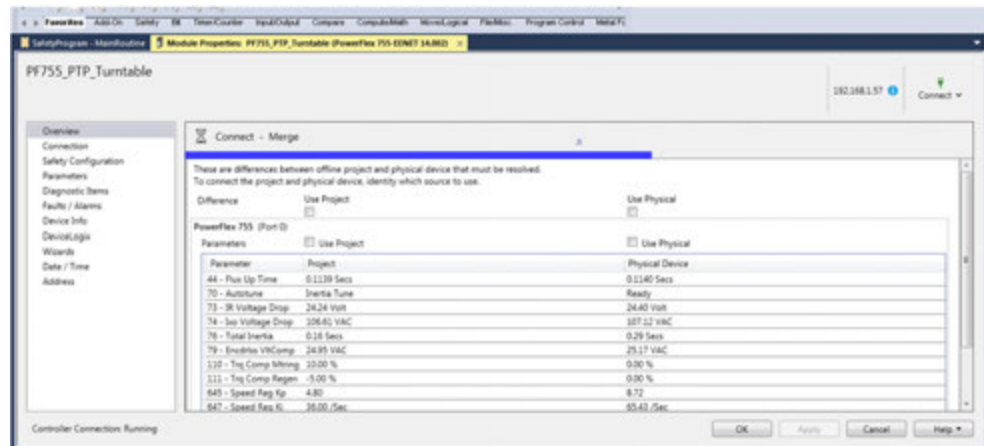 Favorites Add-On Safety Bit Timer/Counter Input/Output Compare Compute/Math Move/Logical File/Misc. Program Control
SafetyProgram - MainRoutine Module Properties: PF755_PTP_Turntable (PowerFlex 755-EENET 14.002)
PF755_PTP_Turntable
192.168.1.57
Connect
Overview
Connection
Safety Configuration
Parameters
Diagnostic Items
Faults / Alarms
Device Info
DeviceLogix
Wizards
Date / Time
Address
Connect - Merge
These are differences between offline project and physical device that must be resolved.
To connect the project and physical device, identity which source to use.
Difference Use Project Use Physical
PowerFlex 755 (Port 0)
Parameters Use Project Use Physical
Parameter Project Physical Device
44 - Flux Up Time 0.1139 Secs 0.1140 Secs
70 - Autotune Inertia Tune Ready
73 - IR Voltage Drop 24.24 Volt 24.40 Volt
74 - Ixo Voltage Drop 106.61 VAC 107.12 VAC
76 - Total Inertia 0.16 Secs 0.29 Secs
79 - Encdrlss VltComp 24.95 VAC 25.17 VAC
110 - Trq Comp Mtring 10.00 % 0.00 %
111 - Trq Comp Regen -5.00 % 0.00 %
645 - Speed Reg Kp 4.80 8.72
647 - Speed Reg Ki 36.00 /Sec 65.43 /Sec
Controller Connection: Running
OK Apply Cancel Help